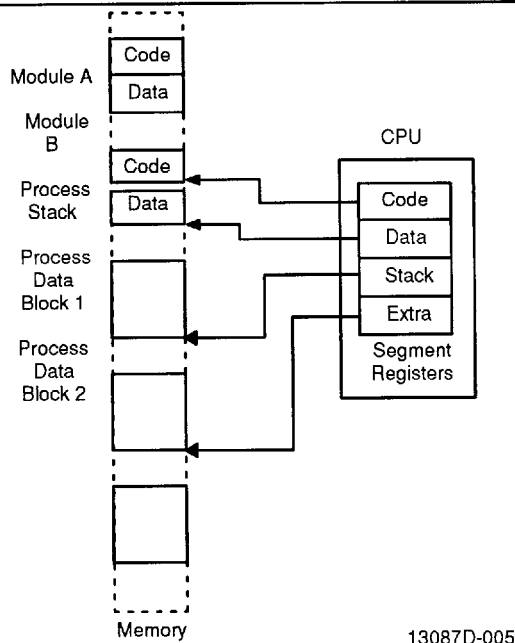 Module A
Code
Data
Module
B
Code
Process
Stack
Data
Process
Data
Block 1
Process
Data
Block 2
Memory
CPU
Code
Data
Stack
Extra
Segment
Registers
13087D-005